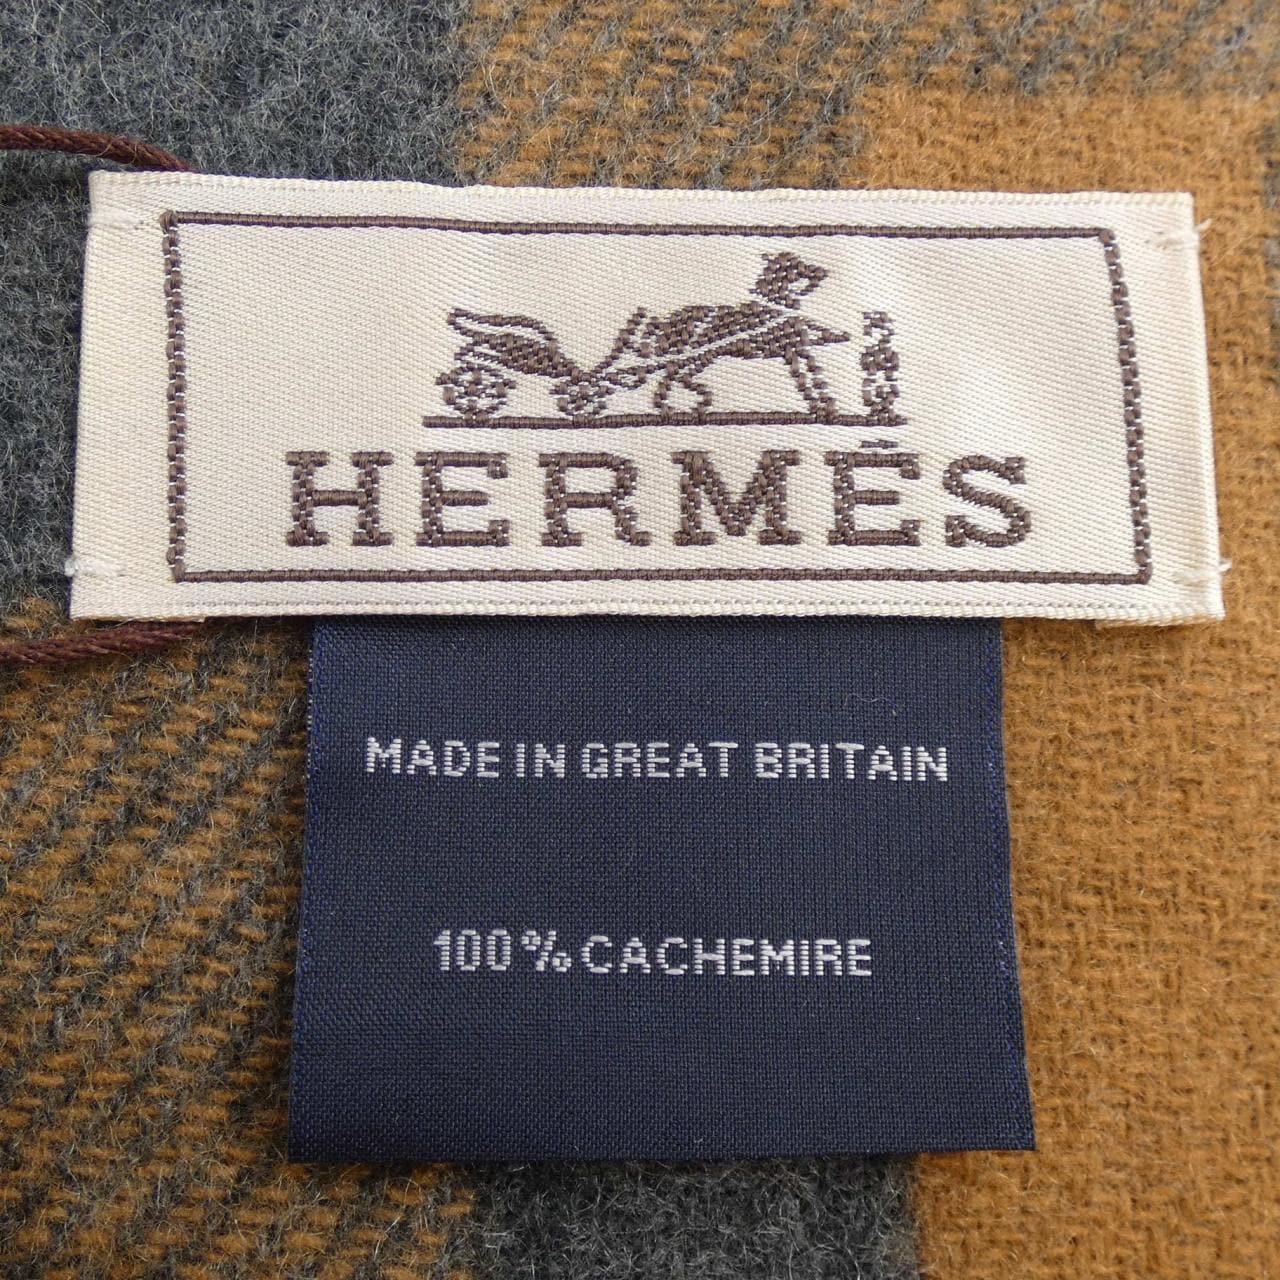 HERMÈS
MADE IN GREAT BRITAIN
100% CACHEMIRE